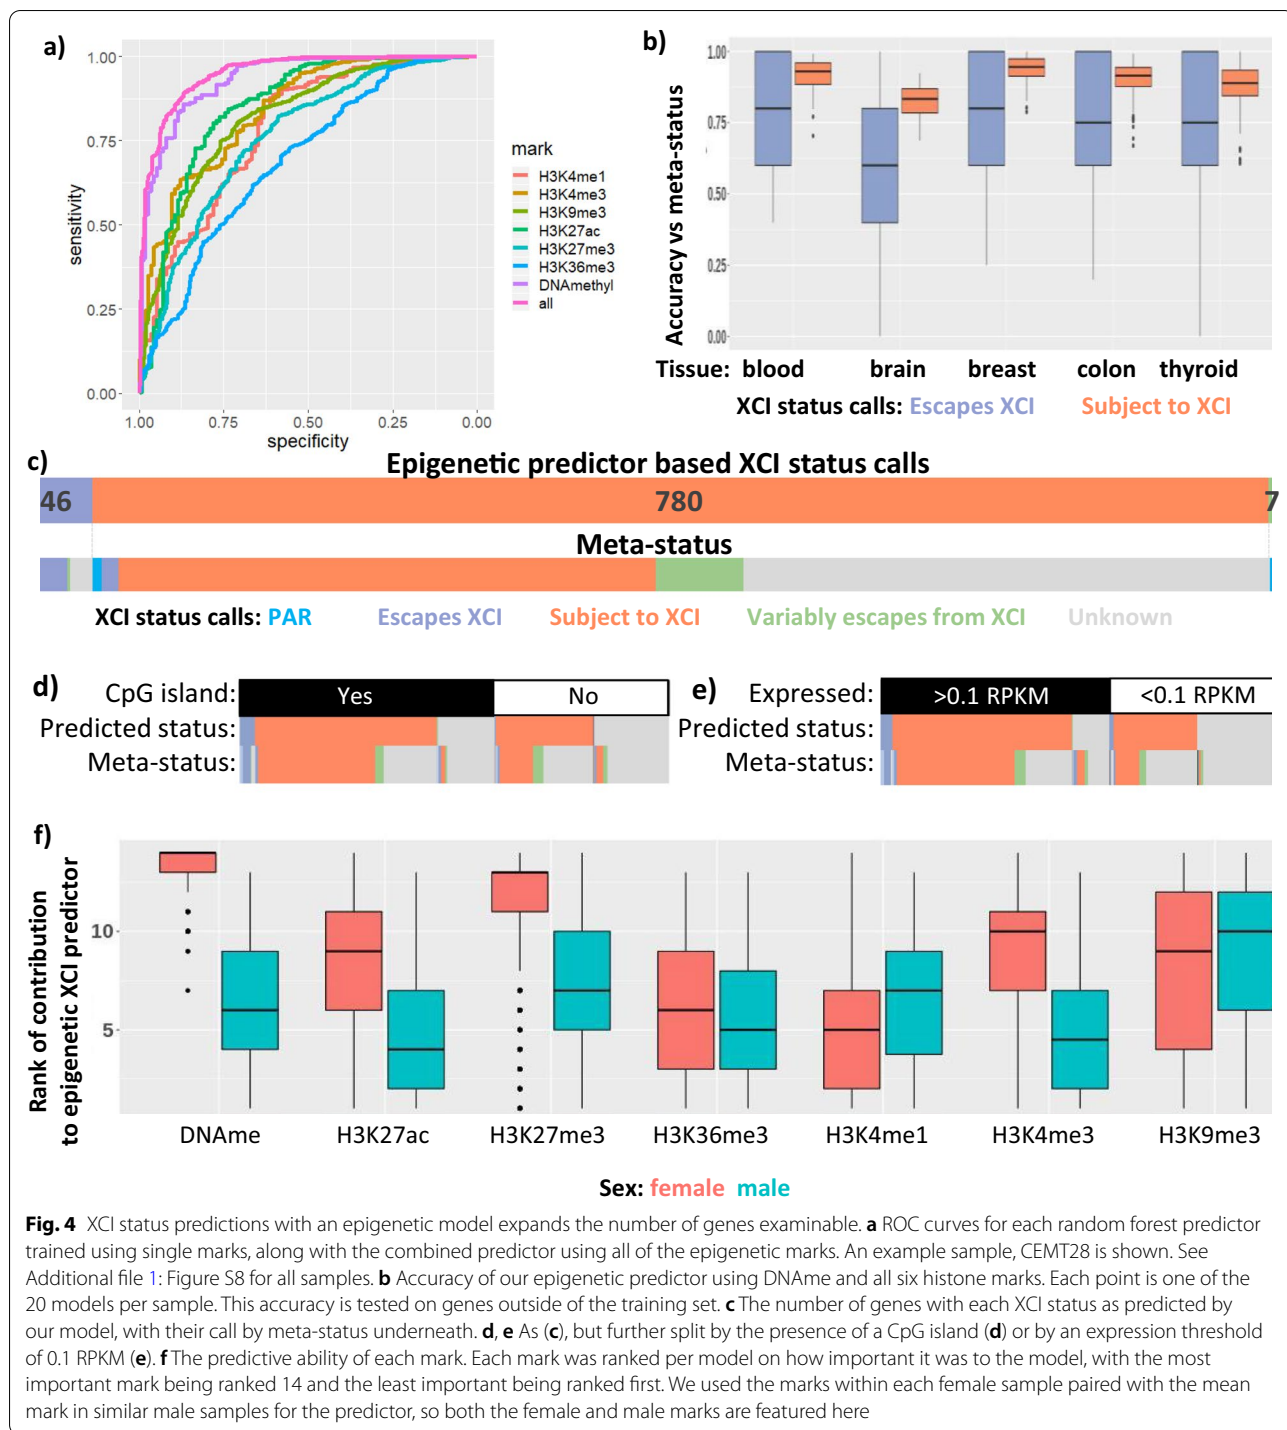 a)
1.00
0.75
0.50
0.25
0.00
sensitivity
1.00 0.75 0.50 0.25 0.00
specificity
mark
H3K4me1
H3K4me3
H3K9me3
H3K27ac
H3K27me3
H3K36me3
DNAmethyl
all
b)
Accuracy vs meta-status
1.00
0.75
0.50
0.25
0.00
Tissue: blood brain breast colon thyroid
XCI status calls: Escapes XCI Subject to XCI
c)
Epigenetic predictor based XCI status calls
46 780 7
Meta-status
XCI status calls: PAR Escapes XCI Subject to XCI Variably escapes from XCI Unknown
d)
CpG island: Yes No
Predicted status:
Meta-status:
e)
Expressed: >0.1 RPKM <0.1 RPKM
Predicted status:
Meta-status:
f)
Rank of contribution
to epigenetic XCI predictor
10
5
DNAme H3K27ac H3K27me3 H3K36me3 H3K4me1 H3K4me3 H3K9me3
Sex: female male
Fig. 4 XCI status predictions with an epigenetic model expands the number of genes examinable. a ROC curves for each random forest predictor
trained using single marks, along with the combined predictor using all of the epigenetic marks. An example sample, CEMT28 is shown. See
Additional file 1: Figure S8 for all samples. b Accuracy of our epigenetic predictor using DNAme and all six histone marks. Each point is one of the
20 models per sample. This accuracy is tested on genes outside of the training set. c The number of genes with each XCI status as predicted by
our model, with their call by meta-status underneath. d, e As (c), but further split by the presence of a CpG island (d) or by an expression threshold
of 0.1 RPKM (e). f The predictive ability of each mark. Each mark was ranked per model on how important it was to the model, with the most
important mark being ranked 14 and the least important being ranked first. We used the marks within each female sample paired with the mean
mark in similar male samples for the predictor, so both the female and male marks are featured here